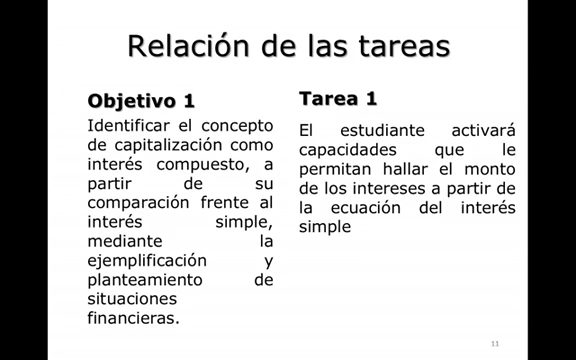 Relación de las tareas
Objetivo 1
Identificar el concepto
de capitalización como
interés compuesto, a
partir de su
comparación frente al
interés simple,
mediante la
ejemplificación y
planteamiento de
situaciones
financieras.
Tarea 1
El estudiante activará
capacidades que le
permitan hallar el monto
de los intereses a partir de
la ecuación del interés
simple
11